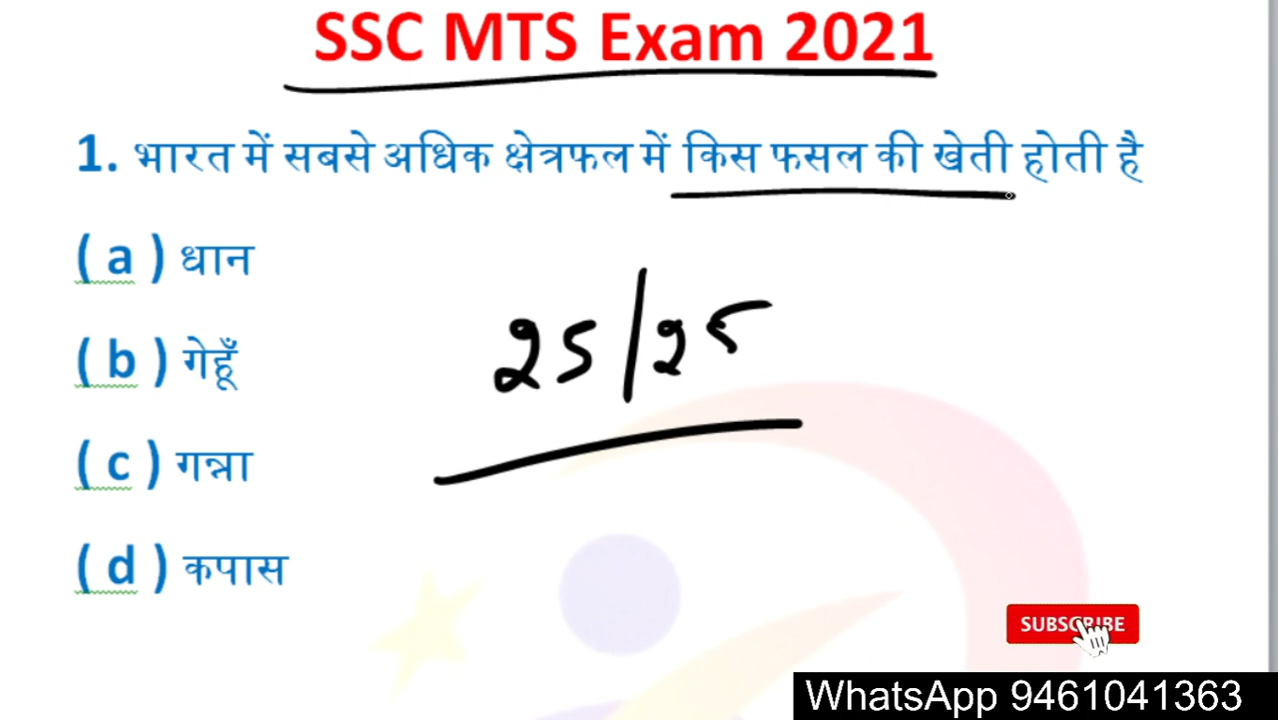 SSC MTS Exam 2021
1. भारत में सबसे अधिक क्षेत्रफल में किस फसल की खेती होती है
( a ) धान
25/25
( b ) गेहूँ
( c ) गन्ना
( d ) कपास
SUBSCRIBE
WhatsApp 9461041363